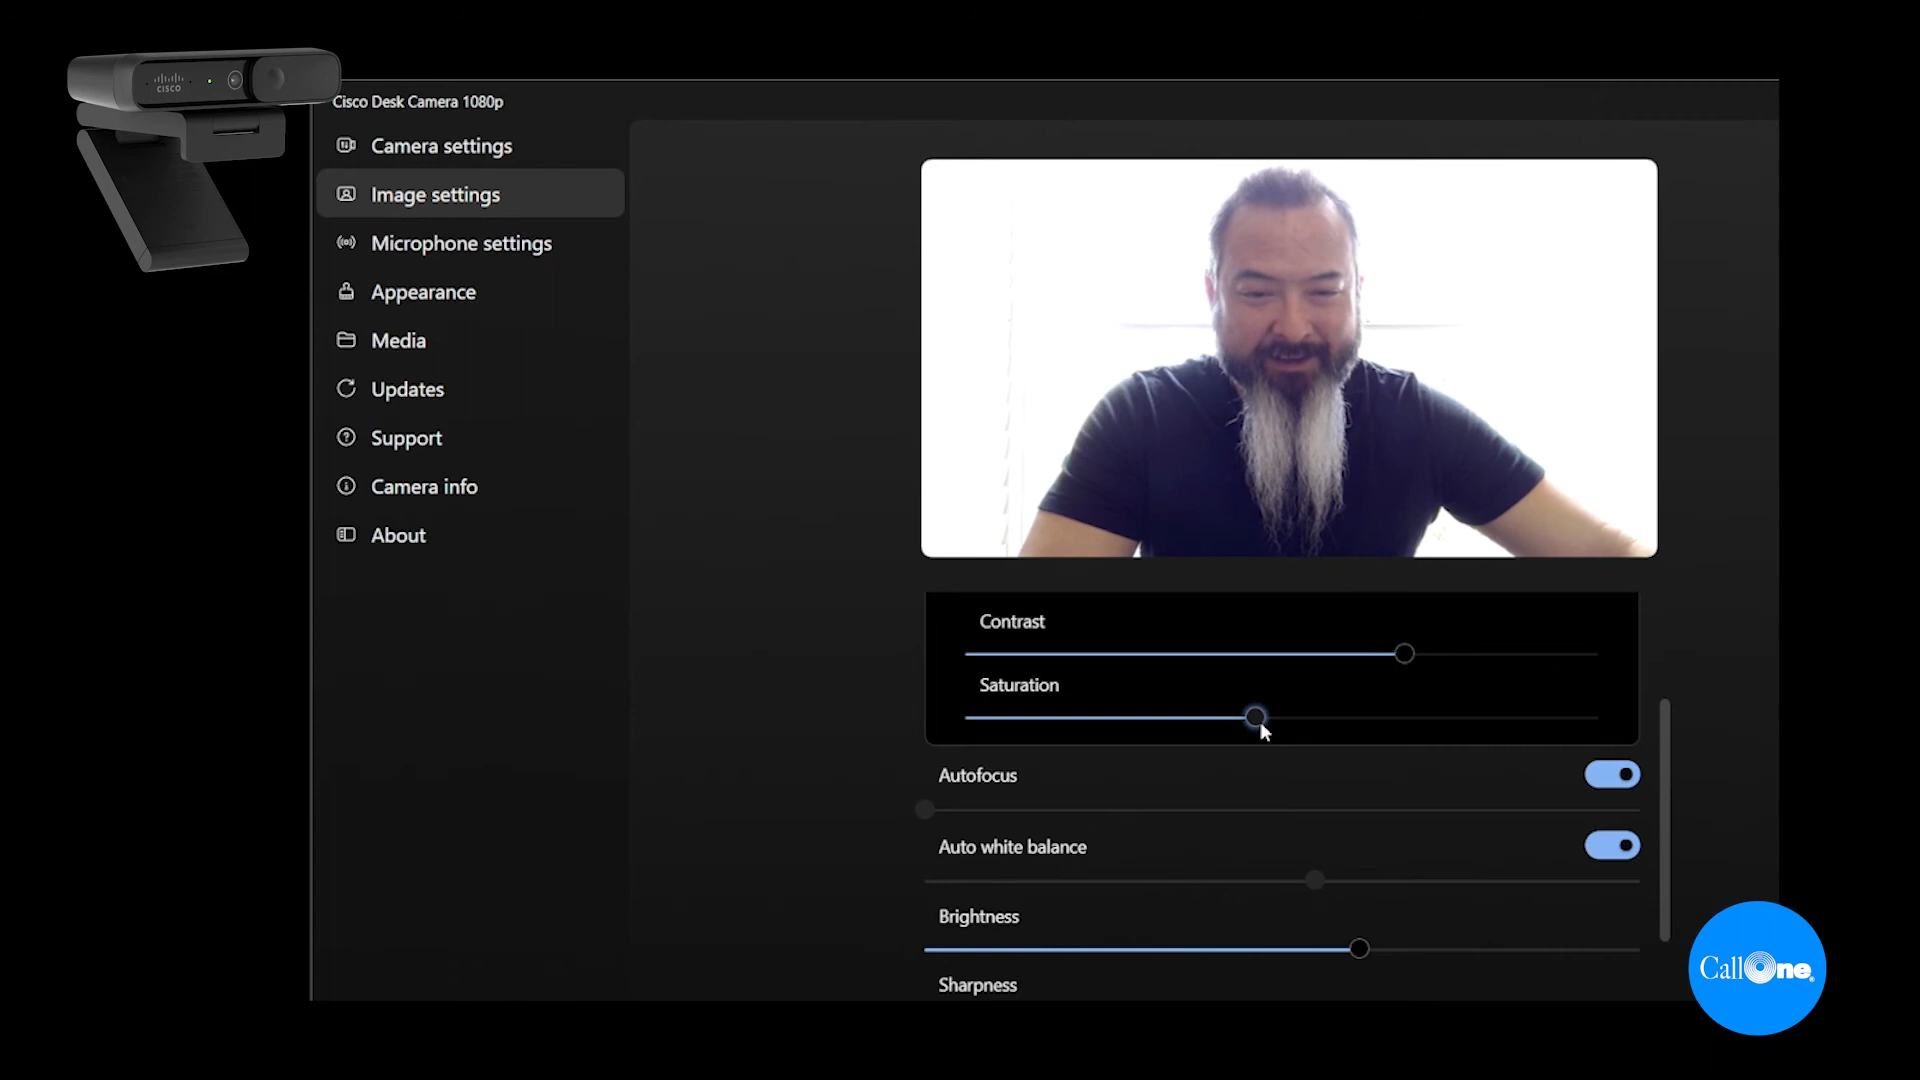 CISCO
Cisco Desk Camera 1080p
Camera settings
Image settings
Microphone settings
Appearance
Media
Updates
Support
Camera info
About
Contrast
Saturation
Autofocus
Auto white balance
Brightness
Sharpness
CallOne®